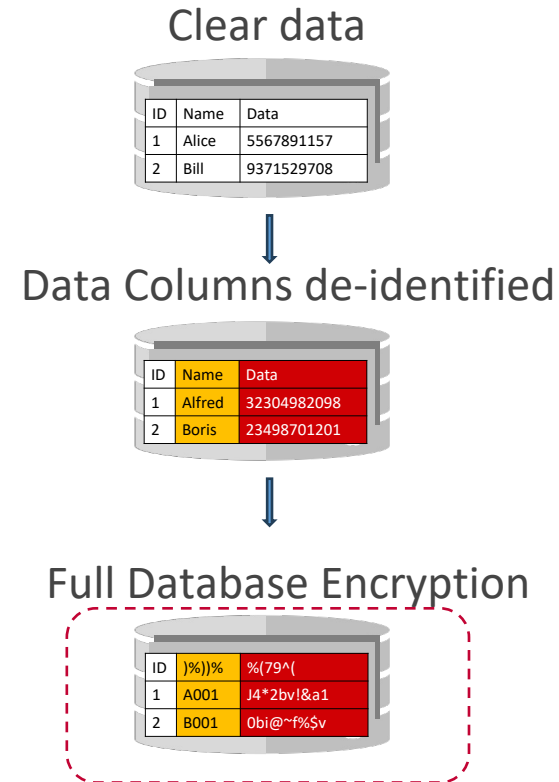 Clear data
ID Name Data
1 Alice 5567891157
2 Bill 9371529708
Data Columns de-identified
ID Name Data
1 Alfred 32304982098
2 Boris 23498701201
Full Database Encryption
ID )%))% %(79^(
1 A001 J4*2bv!&a1
2 B001 0bi@~f%$v